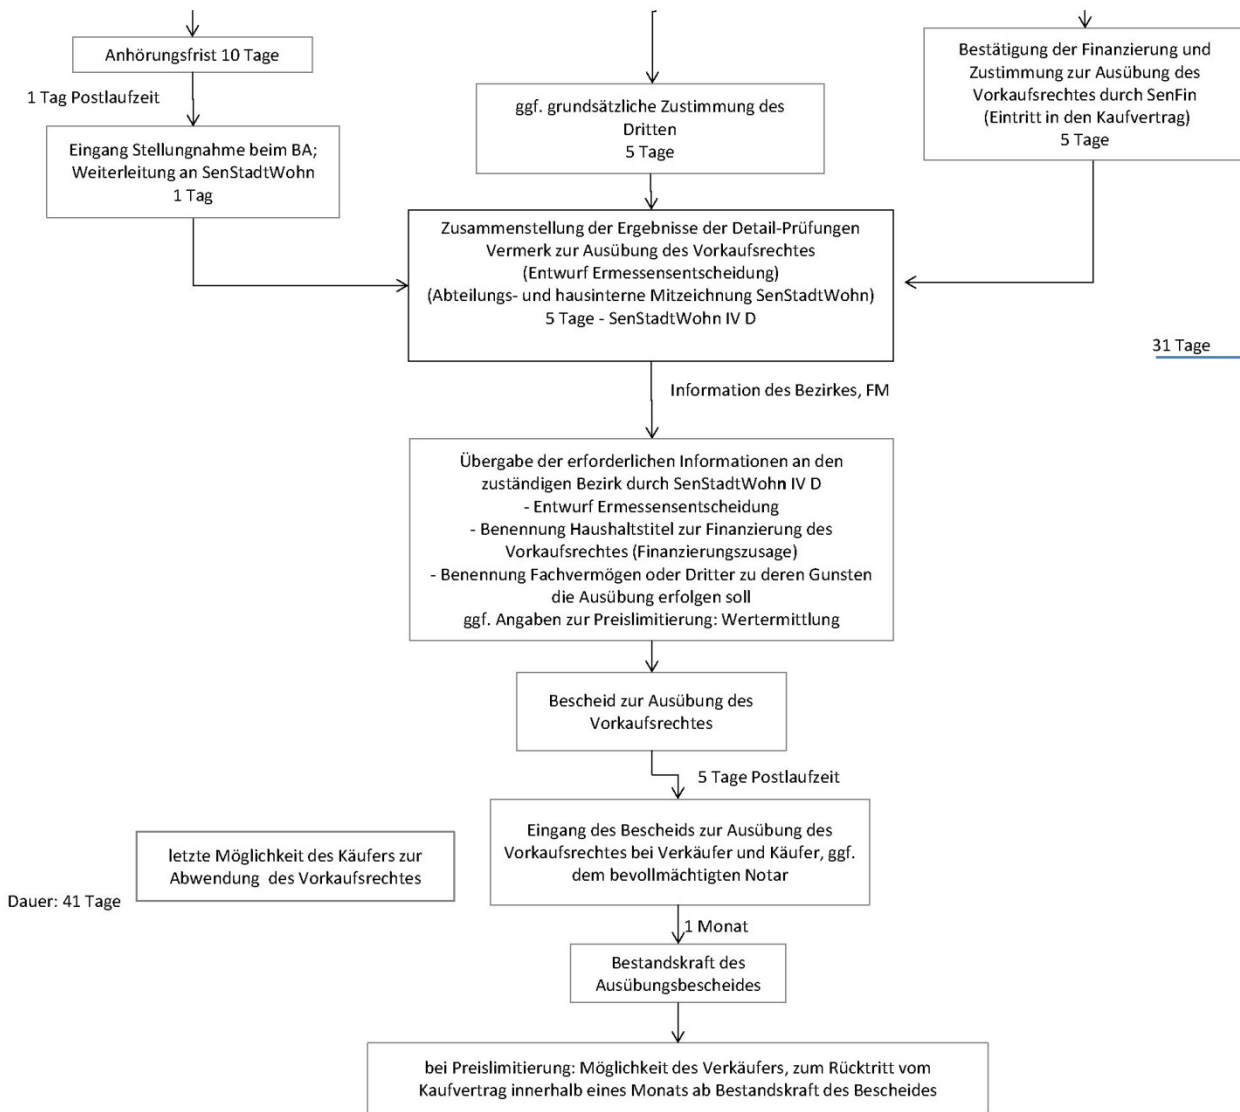 Anhörungsfrist 10 Tage
1 Tag Postlaufzeit
Eingang Stellungnahme beim BA;
Weiterleitung an SenStadtWohn
1 Tag
ggf. grundsätzliche Zustimmung des
Dritten
5 Tage
Bestätigung der Finanzierung und
Zustimmung zur Ausübung des
Vorkaufsrechtes durch SenFin
(Eintritt in den Kaufvertrag)
5 Tage
Zusammenstellung der Ergebnisse der Detail-Prüfungen
Vermerk zur Ausübung des Vorkaufsrechtes
(Entwurf Ermessensentscheidung)
(Abteilungs- und hausinterne Mitzeichnung SenStadtWohn)
5 Tage - SenStadtWohn IV D
31 Tage
Information des Bezirkes, FM
Übergabe der erforderlichen Informationen an den
zuständigen Bezirk durch SenStadtWohn IV D
- Entwurf Ermessensentscheidung
- Benennung Haushaltstitel zur Finanzierung des
Vorkaufsrechtes (Finanzierungszusage)
- Benennung Fachvermögen oder Dritter zu deren Gunsten
die Ausübung erfolgen soll
ggf. Angaben zur Preislimitierung: Wertermittlung
Bescheid zur Ausübung des
Vorkaufsrechtes
5 Tage Postlaufzeit
Eingang des Bescheids zur Ausübung des
Vorkaufsrechtes bei Verkäufer und Käufer, ggf.
dem bevollmächtigten Notar
letzte Möglichkeit des Käufers zur
Abwendung des Vorkaufsrechtes
Dauer: 41 Tage
1 Monat
Bestandskraft des
Ausübungsbescheides
bei Preislimitierung: Möglichkeit des Verkäufers, zum Rücktritt vom
Kaufvertrag innerhalb eines Monats ab Bestandskraft des Bescheides